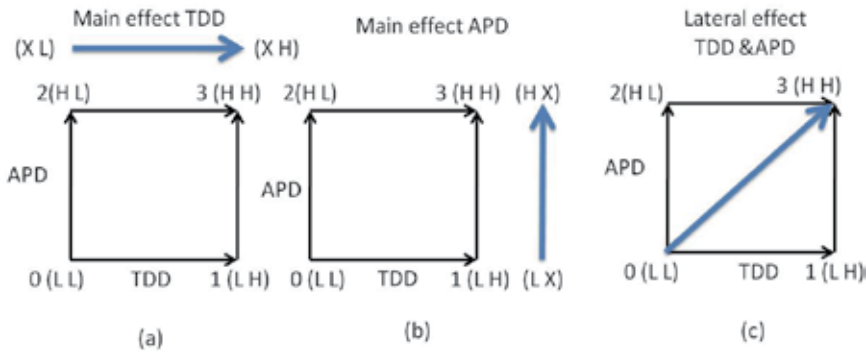 Main effect TDD
(X L) (X H)
2(H L) 3 (H H)
APD
0 (L L) TDD 1 (L H)
(a)
Main effect APD
2(H L) 3 (H H) (H X)
APD
0 (L L) TDD 1 (L H) (L X)
(b)
Lateral effect
TDD &APD
2(H L) 3 (H H)
APD
0 (L L) TDD 1 (L H)
(c)